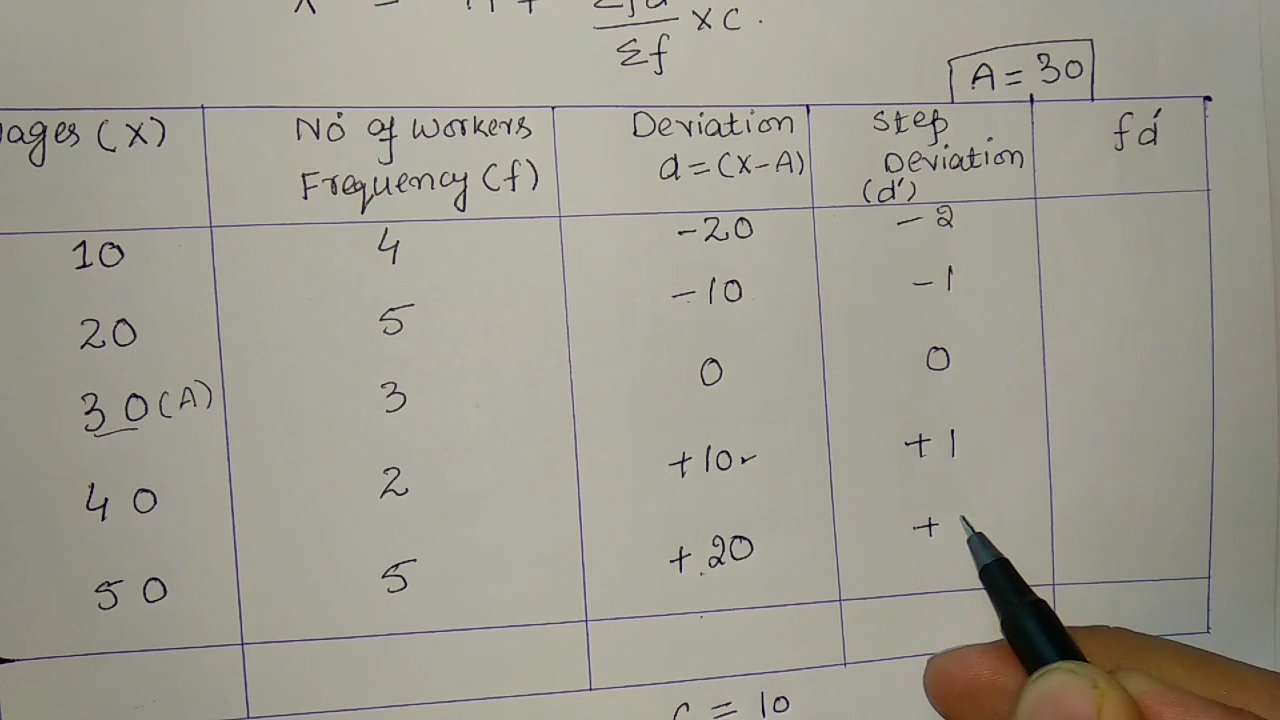 Σf × C.
A = 30
ages (X) No of workers Frequency (f) Deviation d = (X-A) Step Deviation (d') fd'
10 4 -20 -2
20 5 -10 -1
30 (A) 3 0 0
40 2 +10 +1
50 5 +20 +
C = 10